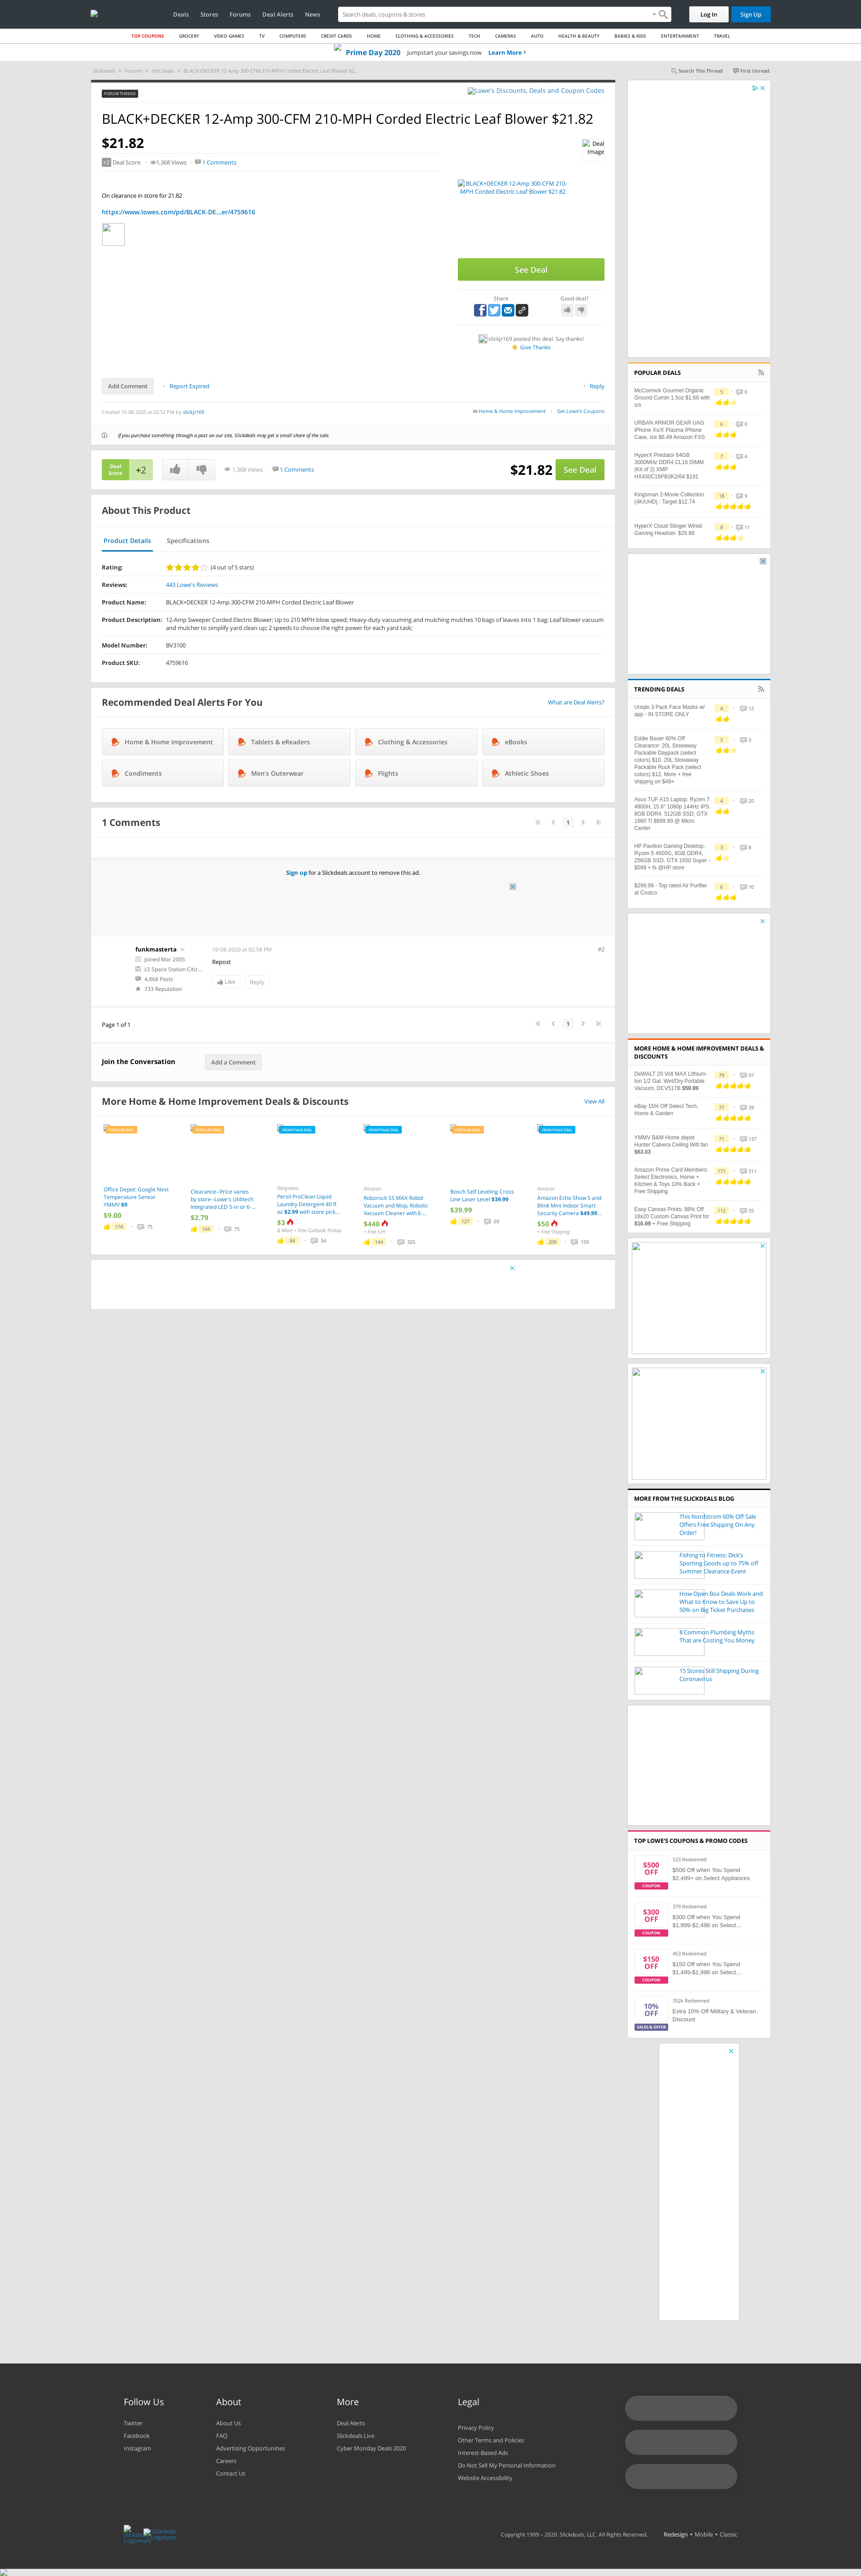 Deals Stores Forums Deal Alerts News Search deals, coupons & stores Log In Sign Up
TOP COUPONS GROCERY VIDEO GAMES TV COMPUTERS CREDIT CARDS HOME CLOTHING & ACCESSORIES TECH CAMERAS AUTO HEALTH & BEAUTY BABIES & KIDS ENTERTAINMENT TRAVEL
Prime Day 2020 Jumpstart your savings now Learn More
Slickdeals Forums Hot Deals BLACK+DECKER 12-Amp 300-CFM 210-MPH Corded Electric Leaf Blower $2...
Search This Thread First Unread
FORUM THREAD
Lowe's Discounts, Deals and Coupon Codes
BLACK+DECKER 12-Amp 300-CFM 210-MPH Corded Electric Leaf Blower $21.82
$21.82
Deal Image
+2 Deal Score 1,368 Views 1 Comments
BLACK+DECKER 12-Amp 300-CFM 210-MPH Corded Electric Leaf Blower $21.82
On clearance in store for 21.82
https://www.lowes.com/pd/BLACK-DE...er/4759616
See Deal
Share Good deal?
slickjr169 posted this deal. Say thanks!
Give Thanks
Add Comment Report Expired Reply
Created 10-08-2020 at 02:52 PM by slickjr169
in Home & Home Improvement Get Lowe's Coupons
If you purchase something through a post on our site, Slickdeals may get a small share of the sale.
Deal Score +2 1,368 Views 1 Comments $21.82 See Deal
About This Product
Product Details Specifications
Rating: (4 out of 5 stars)
Reviews: 443 Lowe's Reviews
Product Name: BLACK+DECKER 12-Amp 300-CFM 210-MPH Corded Electric Leaf Blower
Product Description: 12-Amp Sweeper Corded Electric Blower; Up to 210 MPH blow speed; Heavy-duty vacuuming and mulching mulches 10 bags of leaves into 1 bag; Leaf blower vacuum
and mulcher to simplify yard clean up; 2 speeds to choose the right power for each yard task;
Model Number: BV3100
Product SKU: 4759616
Recommended Deal Alerts For You What are Deal Alerts?
Home & Home Improvement Tablets & eReaders Clothing & Accessories eBooks
Condiments Men's Outerwear Flights Athletic Shoes
1 Comments 1
Sign up for a Slickdeals account to remove this ad.
funkmasterta 10-08-2020 at 02:58 PM #2
Joined Mar 2005
Repost
L5 Space Station Citiz...
4,868 Posts
733 Reputation
Like Reply
Page 1 of 1 1
Join the Conversation Add a Comment
More Home & Home Improvement Deals & Discounts View All
POPULAR DEAL
Office Depot: Google Nest
Temperature Sensor
YMMV $9
$9.00
174 75
POPULAR DEAL
Clearance--Price varies
by store--Lowe's Utilitech
Integrated LED 5-in or 6-...
$2.79
104 75
FRONTPAGE DEAL
Walgreens
Persil ProClean Liquid
Laundry Detergent 40 fl
oz $2.99 with store pick...
$3
& More + Free Curbside Pickup
84 54
FRONTPAGE DEAL
Amazon
Roborock S5 MAX Robot
Vacuum and Mop, Robotic
Vacuum Cleaner with E-...
$440
+ Free S/H
144 325
POPULAR DEAL
Bosch Self Leveling Cross
Line Laser Level $39.99
$39.99
127 69
FRONTPAGE DEAL
Amazon
Amazon Echo Show 5 and
Blink Mini Indoor Smart
Security Camera $49.99...
$50
+ Free Shipping
209 159
POPULAR DEALS
McCormick Gourmet Organic
Ground Cumin 1.5oz $1.66 with
s/s
5 0
URBAN ARMOR GEAR UAG
iPhone Xs/X Plasma iPhone
Case, Ice $6.49 Amazon FSS
6 0
HyperX Predator 64GB
3000MHz DDR4 CL16 DIMM
(Kit of 2) XMP
HX430C16PB3K2/64 $191
7 4
Kingsman 2-Movie Collection
(4K/UHD) : Target $12.74
18 9
HyperX Cloud Stinger Wired
Gaming Headset- $29.88
8 11
TRENDING DEALS
Uniqlo 3 Pack Face Masks w/
app - IN STORE ONLY
4 12
Eddie Bauer 60% Off
Clearance: 20L Stowaway
Packable Daypack (select
colors) $10, 20L Stowaway
Packable Ruck Pack (select
colors) $12, More + free
shipping on $49+
5 3
Asus TUF A15 Laptop: Ryzen 7
4800H, 15.6" 1080p 144Hz IPS,
8GB DDR4, 512GB SSD, GTX
1660 Ti $899.99 @ Micro
Center
4 20
HP Pavilion Gaming Desktop,
Ryzen 5 4600G, 8GB DDR4,
256GB SSD, GTX 1650 Super -
$599 + fs @HP store
3 8
$299.99 - Top rated Air Purifier
at Costco
6 10
MORE HOME & HOME IMPROVEMENT DEALS &
DISCOUNTS
DeWALT 20 Volt MAX Lithium-
Ion 1/2 Gal. Wet/Dry Portable
Vacuum, DCV517B $59.99
79 97
eBay 15% Off Select Tech,
Home & Garden
77 39
YMMV B&M Home depot
Hunter Calvera Ceiling Wifi fan
$63.03
71 137
Amazon Prime Card Members:
Select Electronics, Home +
Kitchen & Toys 10% Back +
Free Shipping
171 311
Easy Canvas Prints: 88% Off
16x20 Custom Canvas Print for
$16.99 + Free Shipping
112 55
MORE FROM THE SLICKDEALS BLOG
This Nordstrom 60% Off Sale
Offers Free Shipping On Any
Order!
Fishing to Fitness: Dick's
Sporting Goods up to 75% off
Summer Clearance Event
How Open Box Deals Work and
What to Know to Save Up to
50% on Big Ticket Purchases
8 Common Plumbing Myths
That are Costing You Money
15 Stores Still Shipping During
Coronavirus
TOP LOWE'S COUPONS & PROMO CODES
$500 OFF COUPON
523 Redeemed
$500 Off when You Spend
$2,499+ on Select Appliances
$300 OFF COUPON
379 Redeemed
$300 Off when You Spend
$1,999-$2,498 on Select...
$150 OFF COUPON
453 Redeemed
$150 Off when You Spend
$1,499-$1,998 on Select...
10% OFF SALES & OFFER
352k Redeemed
Extra 10% Off Military & Veteran
Discount
Follow Us
Twitter
Facebook
Instagram
About
About Us
FAQ
Advertising Opportunities
Careers
Contact Us
More
Deal Alerts
Slickdeals Live
Cyber Monday Deals 2020
Legal
Privacy Policy
Other Terms and Policies
Interest-Based Ads
Do Not Sell My Personal Information
Website Accessibility
Slickdeals Logomark Slickdeals Logotype
Copyright 1999 - 2020. Slickdeals, LLC. All Rights Reserved. Redesign • Mobile • Classic